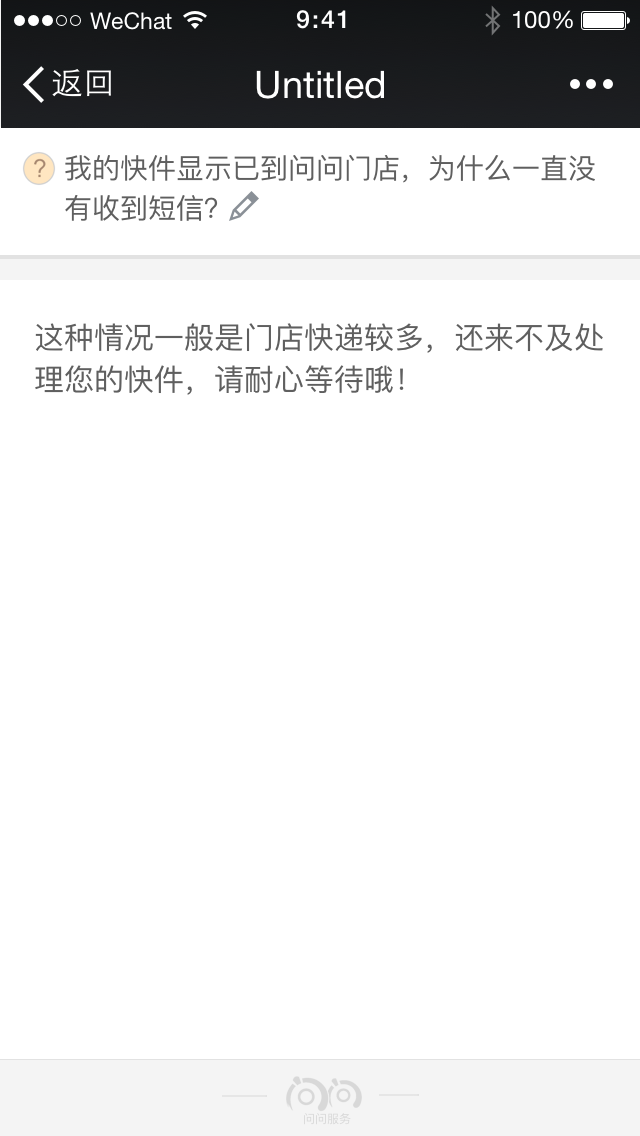 WeChat 9:41 100%
返回 Untitled
? 我的快件显示已到问问门店，为什么一直没
有收到短信?
这种情况一般是门店快递较多，还来不及处
理您的快件，请耐心等待哦！
问问服务